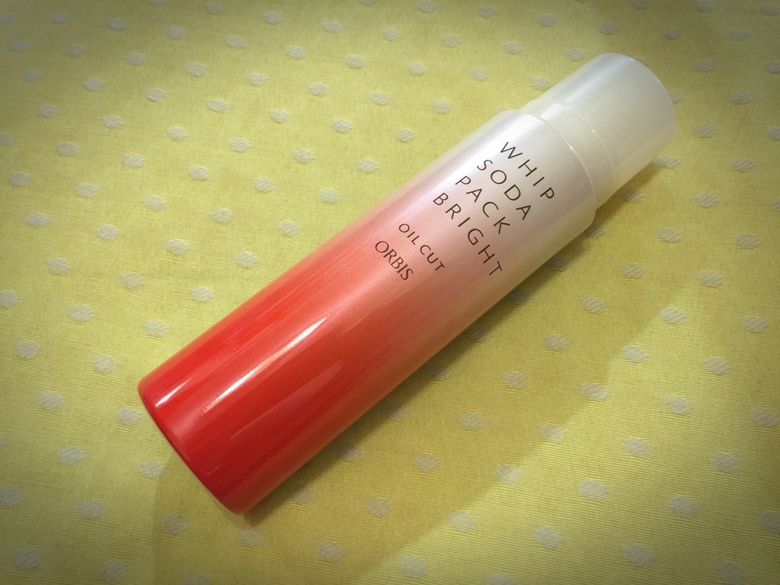 WHIP
SODA
PACK
BRIGHT
OIL CUT
ORBIS